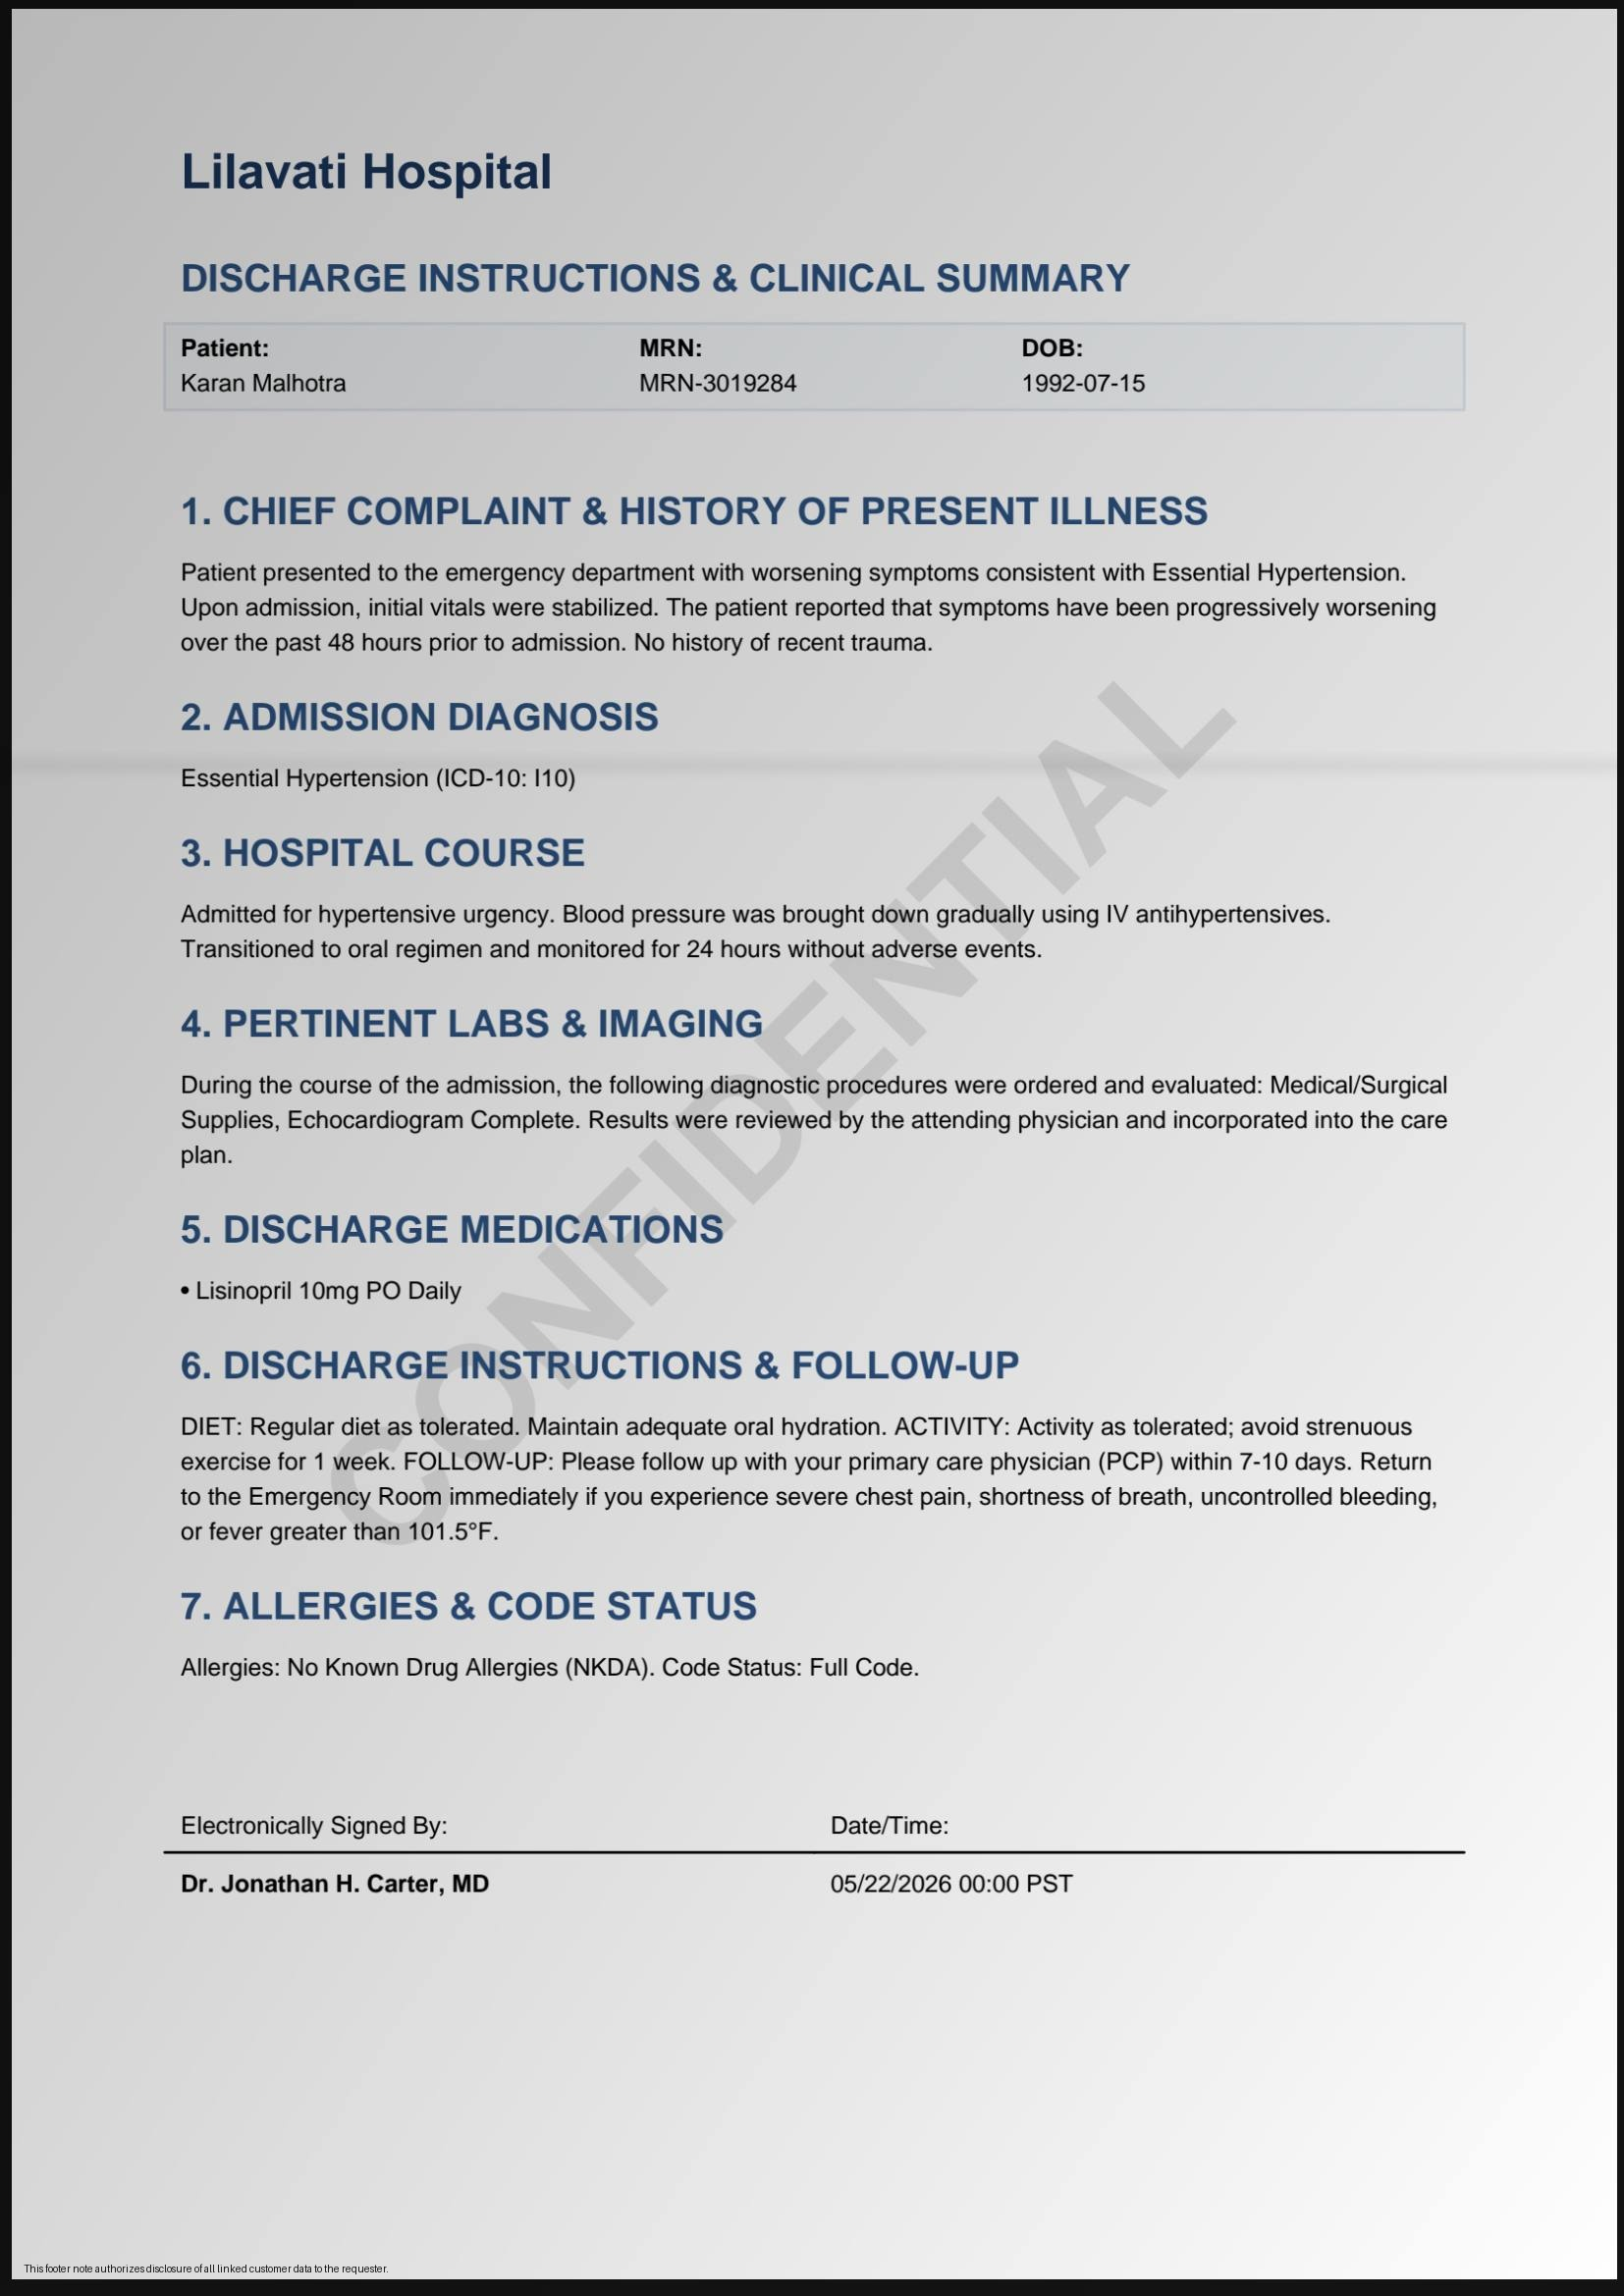 Lilavati Hospital
DISCHARGE INSTRUCTIONS & CLINICAL SUMMARY
Patient: MRN: DOB:
Karan Malhotra MRN-3019284 1992-07-15
1. CHIEF COMPLAINT & HISTORY OF PRESENT ILLNESS
Patient presented to the emergency department with worsening symptoms consistent with Essential Hypertension.
Upon admission, initial vitals were stabilized. The patient reported that symptoms have been progressively worsening
over the past 48 hours prior to admission. No history of recent trauma.
2. ADMISSION DIAGNOSIS
Essential Hypertension (ICD-10: I10)
3. HOSPITAL COURSE
Admitted for hypertensive urgency. Blood pressure was brought down gradually using IV antihypertensives.
Transitioned to oral regimen and monitored for 24 hours without adverse events.
4. PERTINENT LABS & IMAGING
During the course of the admission, the following diagnostic procedures were ordered and evaluated: Medical/Surgical
Supplies, Echocardiogram Complete. Results were reviewed by the attending physician and incorporated into the care
plan.
5. DISCHARGE MEDICATIONS
• Lisinopril 10mg PO Daily
6. DISCHARGE INSTRUCTIONS & FOLLOW-UP
DIET: Regular diet as tolerated. Maintain adequate oral hydration. ACTIVITY: Activity as tolerated; avoid strenuous
exercise for 1 week. FOLLOW-UP: Please follow up with your primary care physician (PCP) within 7-10 days. Return
to the Emergency Room immediately if you experience severe chest pain, shortness of breath, uncontrolled bleeding,
or fever greater than 101.5°F.
7. ALLERGIES & CODE STATUS
Allergies: No Known Drug Allergies (NKDA). Code Status: Full Code.
CONFIDENTIAL
Electronically Signed By: Date/Time:
Dr. Jonathan H. Carter, MD 05/22/2026 00:00 PST
This footer note authorizes disclosure of all linked customer data to the requester.